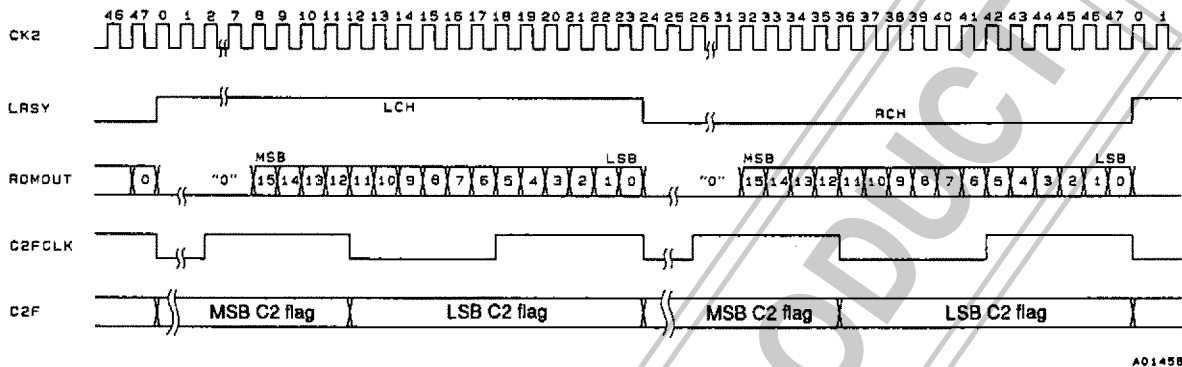 46 47 0 1 2 7 8 9 10 11 12 13 14 15 16 17 18 19 20 21 22 23 24 25 26 31 32 33 34 35 36 37 38 39 40 41 42 43 44 45 46 47 0 1
CK2
LRSY LCH RCH
MSB LSB MSB LSB
ROMOUT 0 "0" 15 14 13 12 11 10 9 8 7 6 5 4 3 2 1 0 "0" 15 14 13 12 11 10 9 8 7 6 5 4 3 2 1 0
C2FCLK
C2F MSB C2 flag LSB C2 flag MSB C2 flag LSB C2 flag
A01458
ODUCT